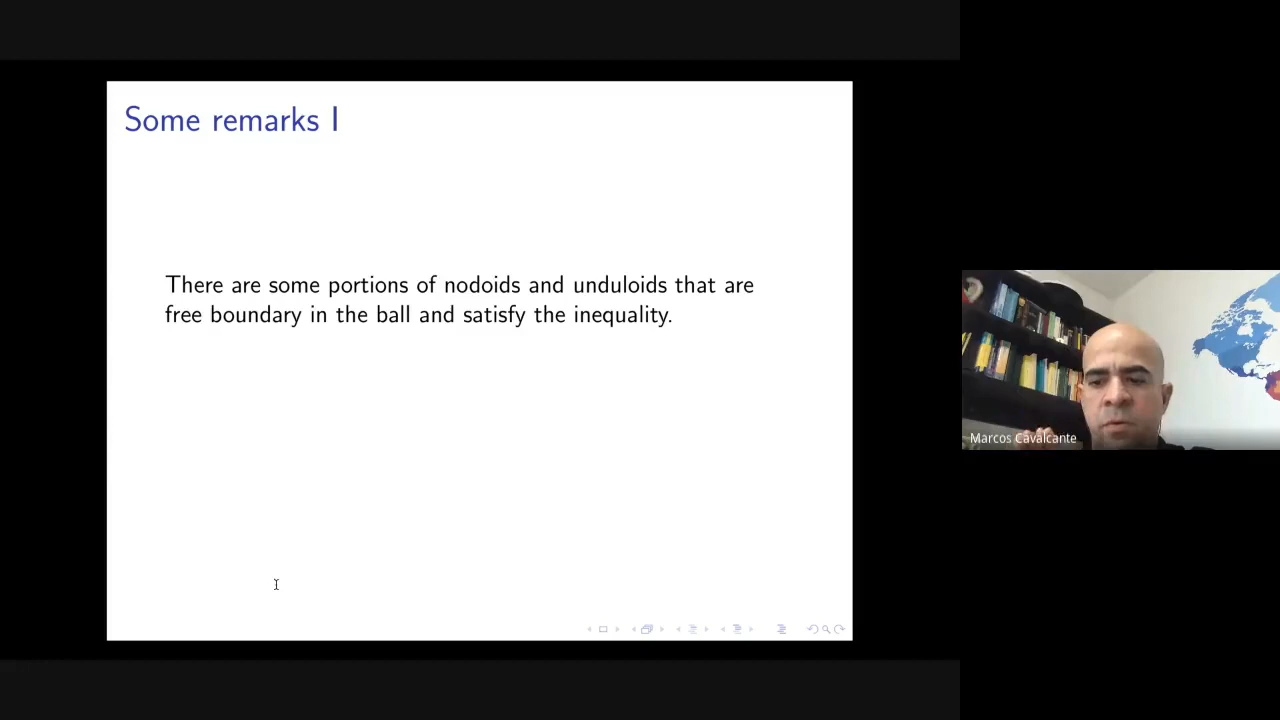 Some remarks I
There are some portions of nodoids and unduloids that are
free boundary in the ball and satisfy the inequality.
Marcos Cavalcante